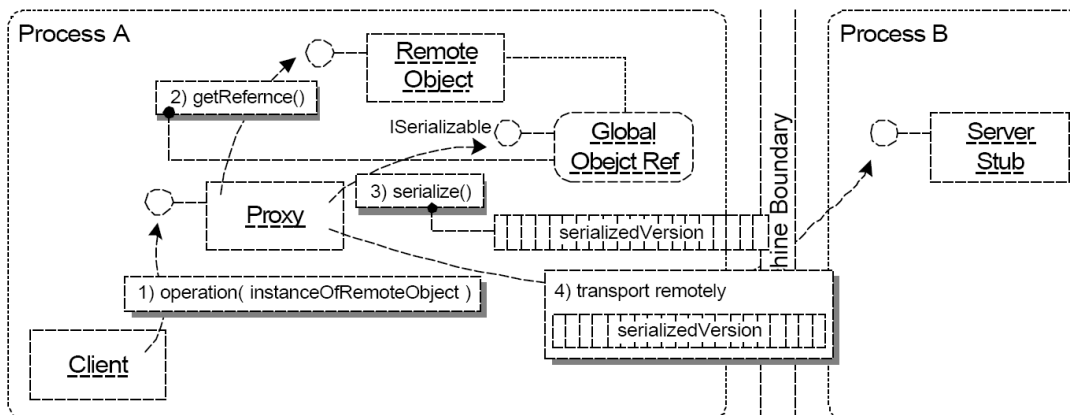 Process A
Remote
Object
Process B
2) getRefernce()
ISerializable
Global
Obejct Ref
Server
Stub
3) serialize()
Proxy
serializedVersion
hine Boundary
1) operation( instanceOfRemoteObject )
4) transport remotely
serializedVersion
Client